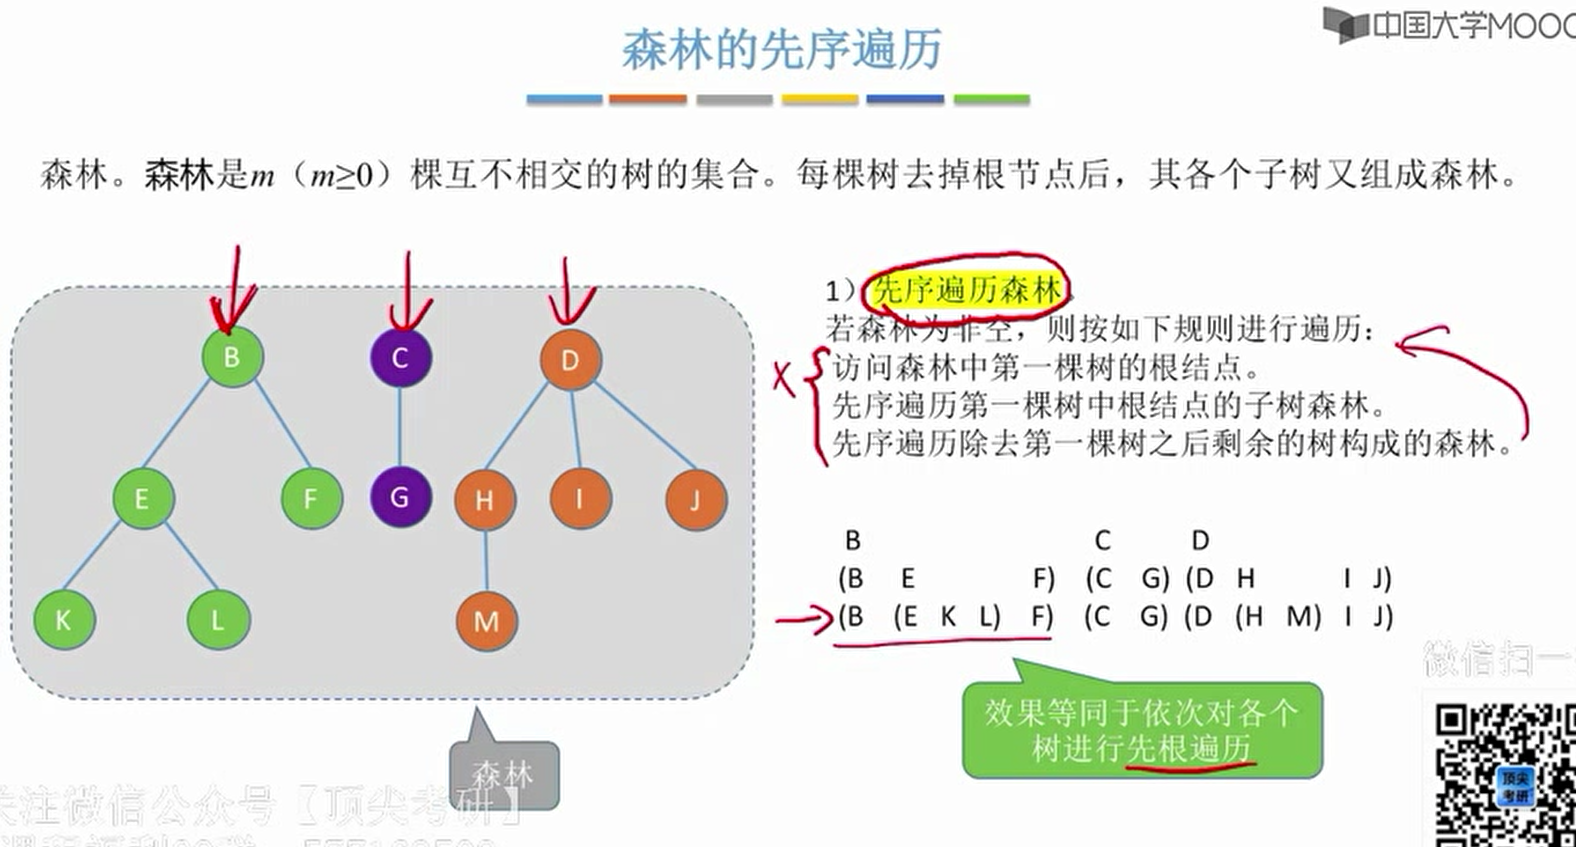 中国大学MOOC
森林的先序遍历
森林。森林是m（m≥0）棵互不相交的树的集合。每棵树去掉根节点后，其各个子树又组成森林。
1）先序遍历森林。
若森林为非空，则按如下规则进行遍历：
访问森林中第一棵树的根结点。
先序遍历第一棵树中根结点的子树森林。
先序遍历除去第一棵树之后剩余的树构成的森林。
X
B C D
E F G H I J
K L M
B C D
(B E F) (C G) (D H I J)
(B (E K L) F) (C G) (D (H M) I J)
效果等同于依次对各个
树进行先根遍历
森林
微信扫一
顶尖
考研
关注微信公众号【顶尖考研】